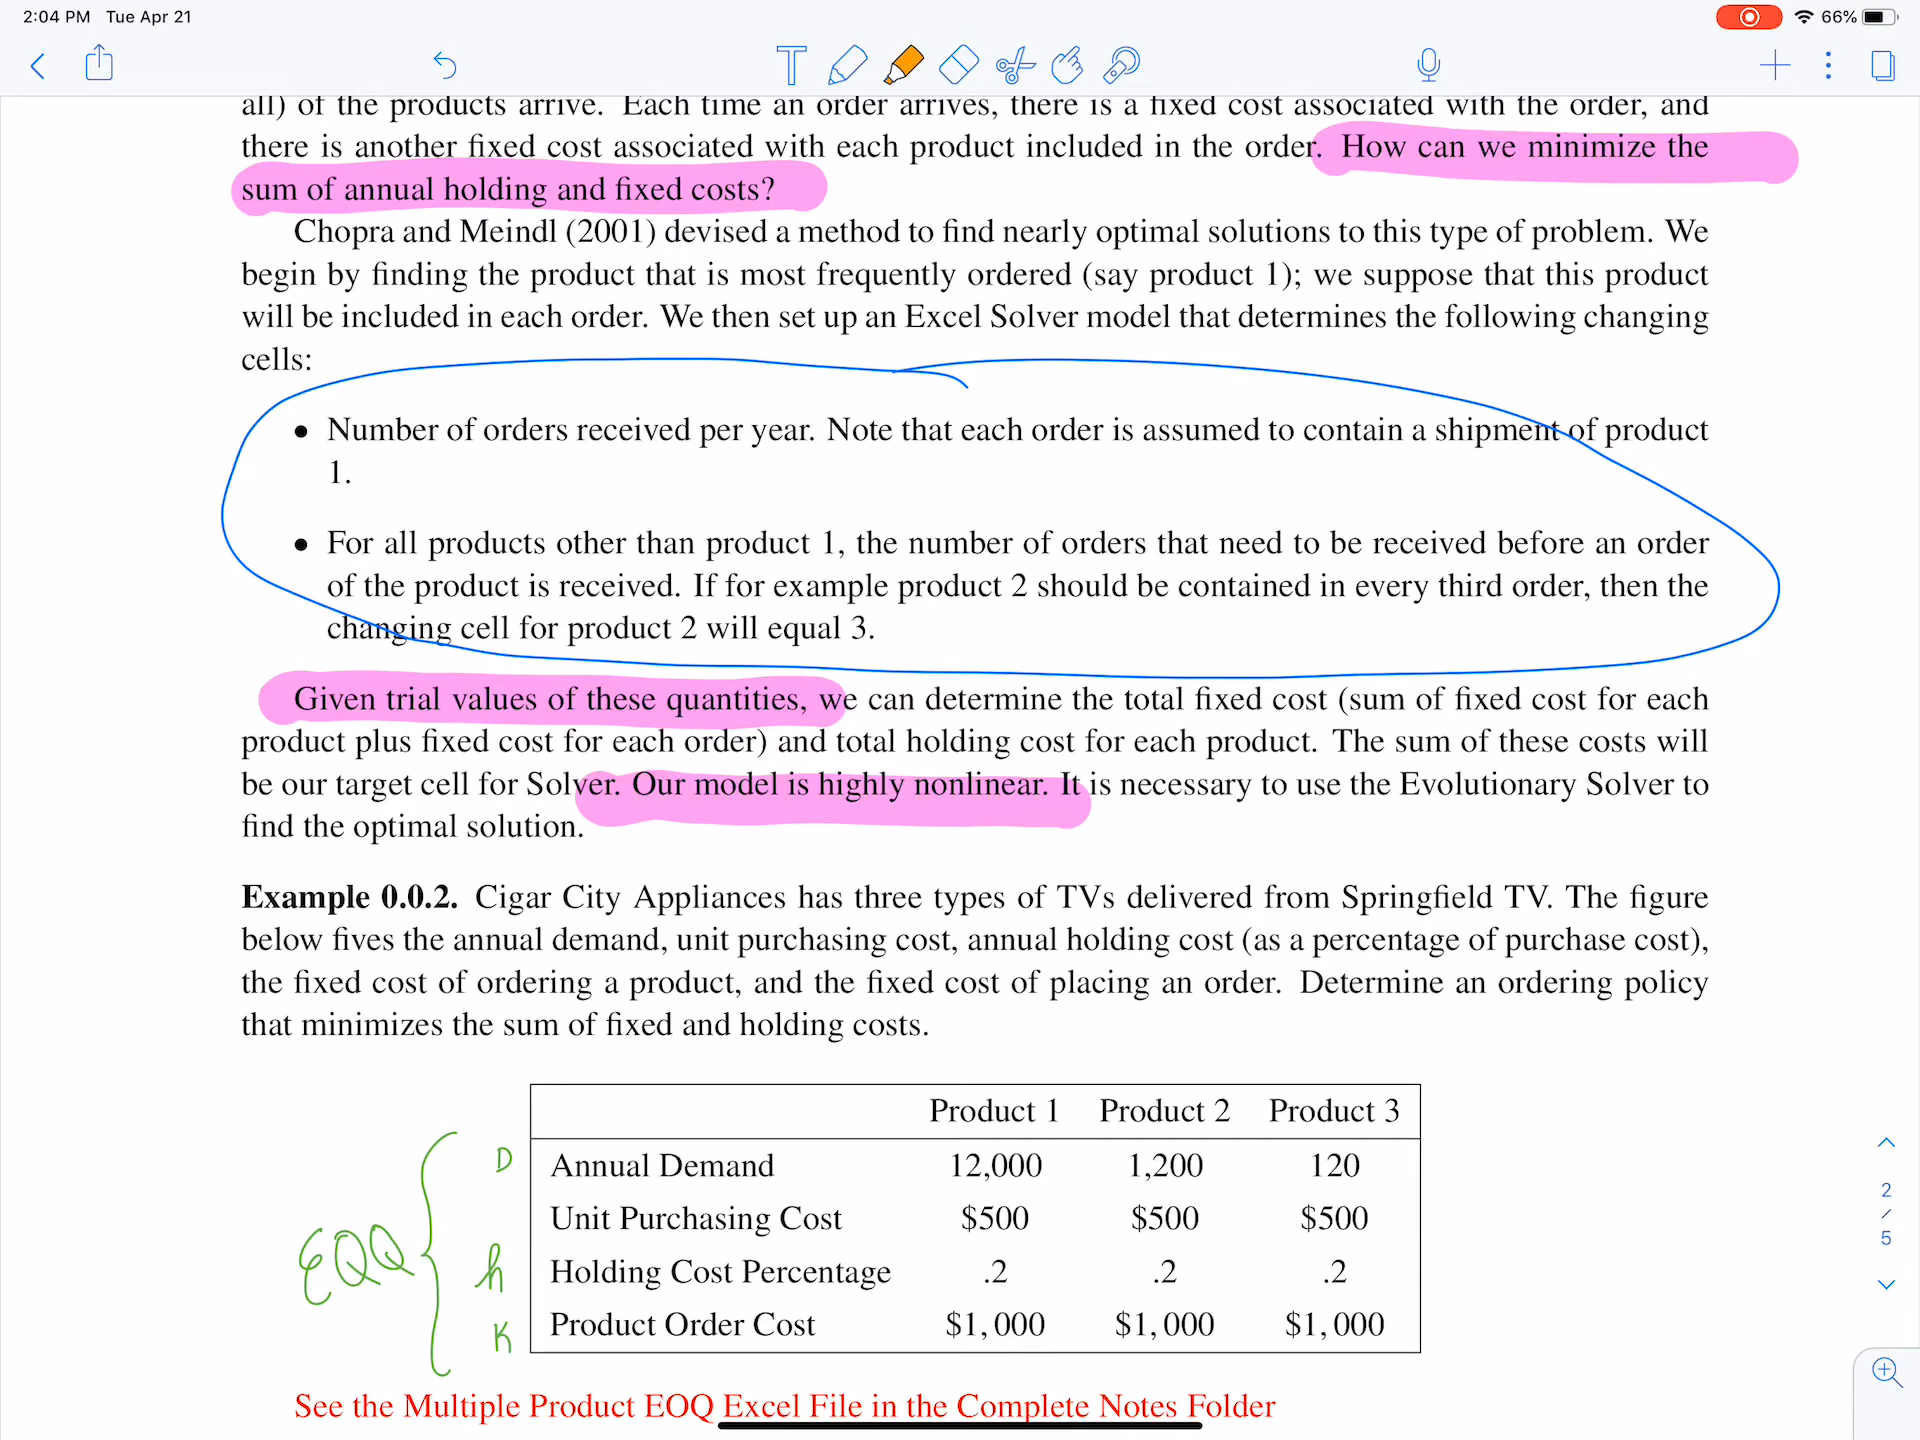 2:04 PM Tue Apr 21
66%
all) of the products arrive. Each time an order arrives, there is a fixed cost associated with the order, and
there is another fixed cost associated with each product included in the order. How can we minimize the
sum of annual holding and fixed costs?
Chopra and Meindl (2001) devised a method to find nearly optimal solutions to this type of problem. We
begin by finding the product that is most frequently ordered (say product 1); we suppose that this product
will be included in each order. We then set up an Excel Solver model that determines the following changing
cells:
• Number of orders received per year. Note that each order is assumed to contain a shipment of product
1.
• For all products other than product 1, the number of orders that need to be received before an order
of the product is received. If for example product 2 should be contained in every third order, then the
changing cell for product 2 will equal 3.
Given trial values of these quantities, we can determine the total fixed cost (sum of fixed cost for each
product plus fixed cost for each order) and total holding cost for each product. The sum of these costs will
be our target cell for Solver. Our model is highly nonlinear. It is necessary to use the Evolutionary Solver to
find the optimal solution.
Example 0.0.2. Cigar City Appliances has three types of TVs delivered from Springfield TV. The figure
below fives the annual demand, unit purchasing cost, annual holding cost (as a percentage of purchase cost),
the fixed cost of ordering a product, and the fixed cost of placing an order. Determine an ordering policy
that minimizes the sum of fixed and holding costs.
Product 1 Product 2 Product 3
D Annual Demand 12,000 1,200 120
Unit Purchasing Cost $500 $500 $500
EOQ
h Holding Cost Percentage .2 .2 .2
K Product Order Cost $1,000 $1,000 $1,000
See the Multiple Product EOQ Excel File in the Complete Notes Folder
2
/
5